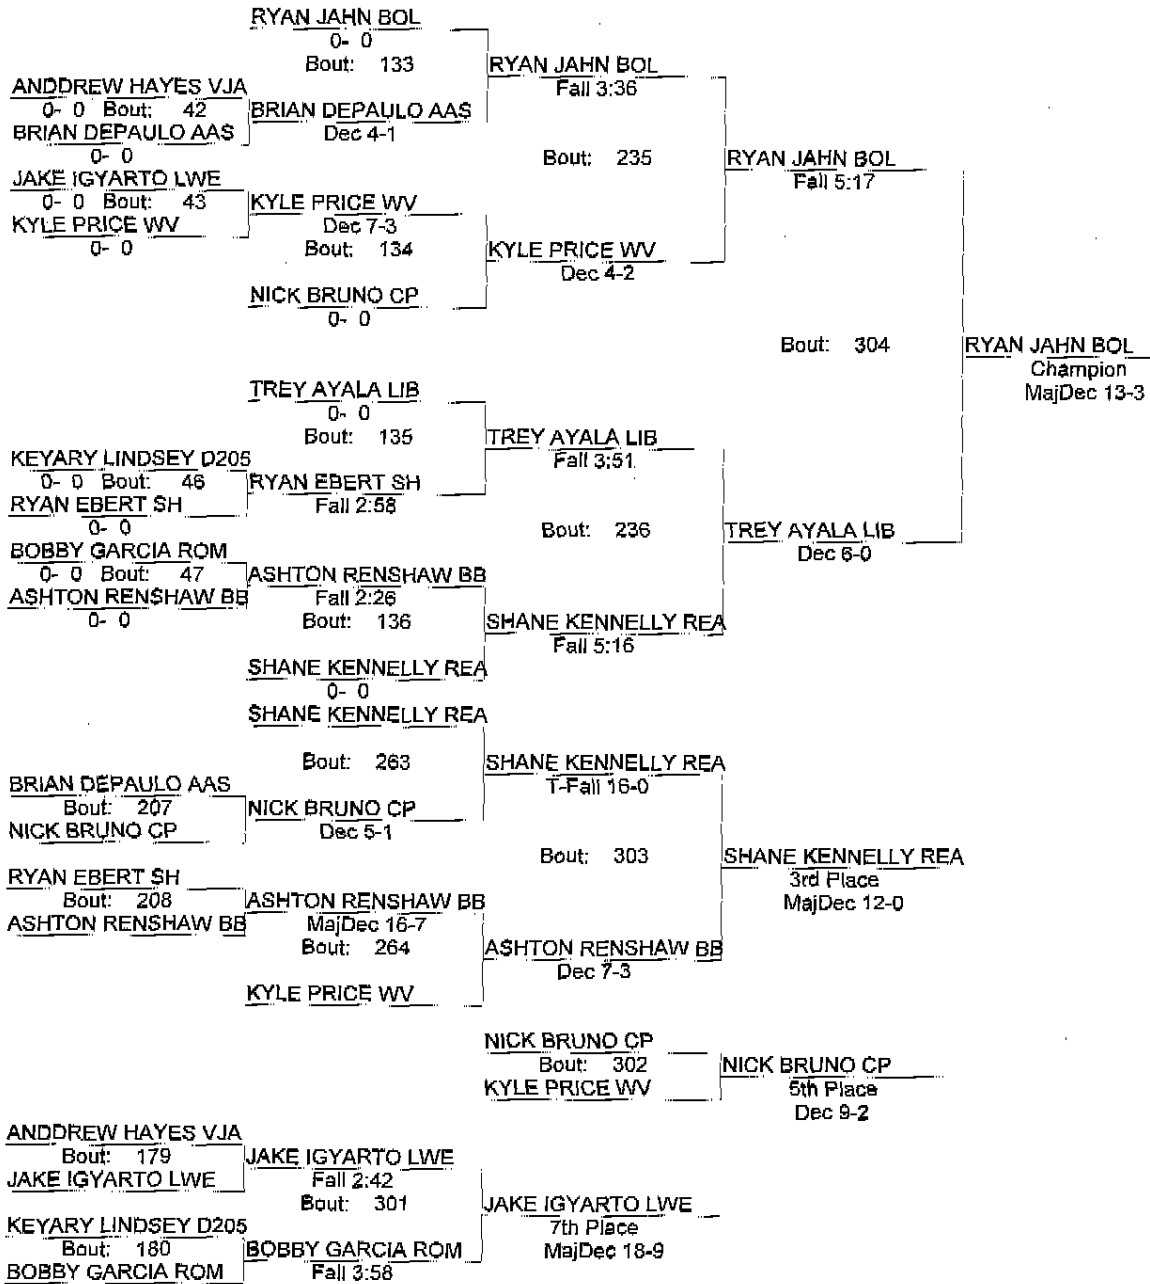 RYAN JAHN BOL
0- 0
Bout: 133
RYAN JAHN BOL
Fall 3:36
ANDDREW HAYES VJA
0- 0 Bout: 42
BRIAN DEPAULO AAS
Dec 4-1
BRIAN DEPAULO AAS
0- 0
Bout: 235
RYAN JAHN BOL
Fall 5:17
JAKE IGYARTO LWE
0- 0 Bout: 43
KYLE PRICE WV
Dec 7-3
KYLE PRICE WV
0- 0
Bout: 134
KYLE PRICE WV
Dec 4-2
NICK BRUNO CP
0- 0
Bout: 304
RYAN JAHN BOL
Champion
MajDec 13-3
TREY AYALA LIB
0- 0
Bout: 135
TREY AYALA LIB
Fall 3:51
KEYARY LINDSEY D205
0- 0 Bout: 46
RYAN EBERT SH
Fall 2:58
RYAN EBERT SH
0- 0
Bout: 236
TREY AYALA LIB
Dec 6-0
BOBBY GARCIA ROM
0- 0 Bout: 47
ASHTON RENSHAW BB
Fall 2:26
ASHTON RENSHAW BB
0- 0
Bout: 136
SHANE KENNELLY REA
Fall 5:16
SHANE KENNELLY REA
0- 0
SHANE KENNELLY REA
Bout: 263
SHANE KENNELLY REA
T-Fall 16-0
BRIAN DEPAULO AAS
Bout: 207
NICK BRUNO CP
NICK BRUNO CP
Dec 5-1
Bout: 303
SHANE KENNELLY REA
3rd Place
MajDec 12-0
RYAN EBERT SH
Bout: 208
ASHTON RENSHAW BB
ASHTON RENSHAW BB
MajDec 16-7
Bout: 264
ASHTON RENSHAW BB
Dec 7-3
KYLE PRICE WV
NICK BRUNO CP
Bout: 302
KYLE PRICE WV
NICK BRUNO CP
5th Place
Dec 9-2
ANDDREW HAYES VJA
Bout: 179
JAKE IGYARTO LWE
JAKE IGYARTO LWE
Fall 2:42
Bout: 301
JAKE IGYARTO LWE
7th Place
MajDec 18-9
KEYARY LINDSEY D205
Bout: 180
BOBBY GARCIA ROM
BOBBY GARCIA ROM
Fall 3:58